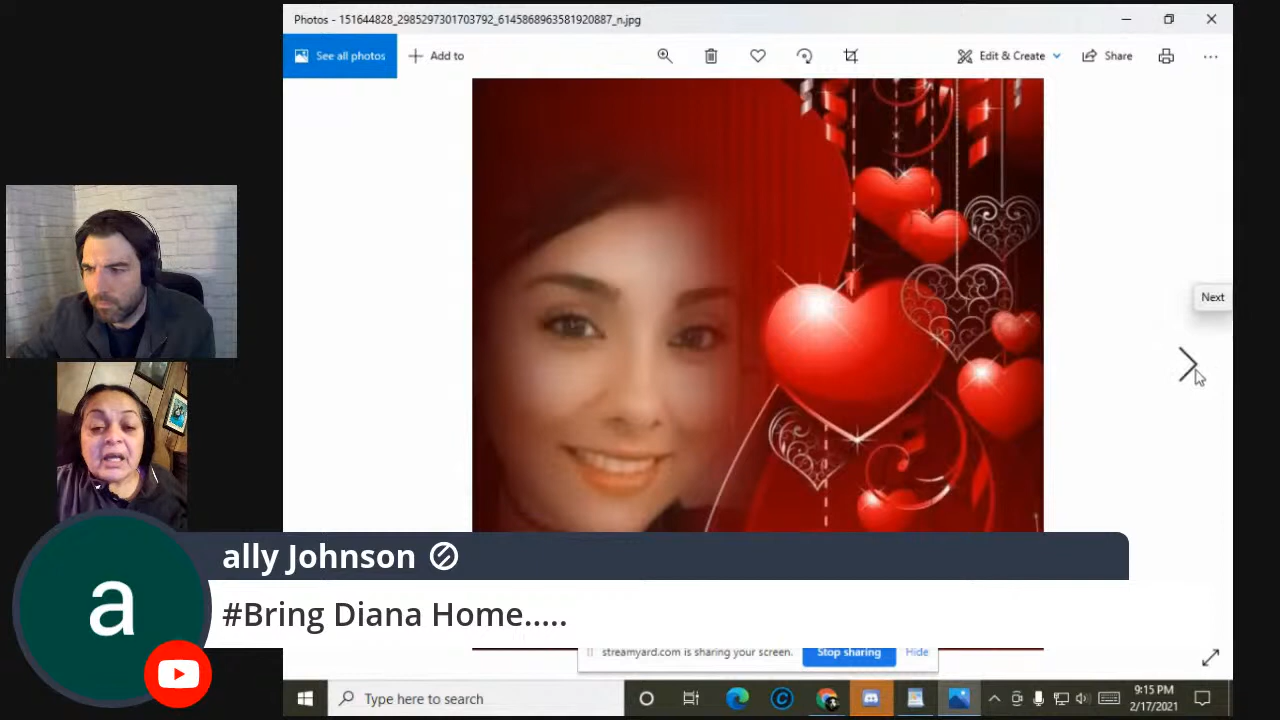 Photos - 151644828_2985297301703792_6145868963581920887_n.jpg
See all photos
Add to
Edit & Create
Share
Next
ally Johnson
a
#Bring Diana Home.....
streamyard.com is sharing your screen.
Stop sharing
Hide
Type here to search
9:15 PM
2/17/2021